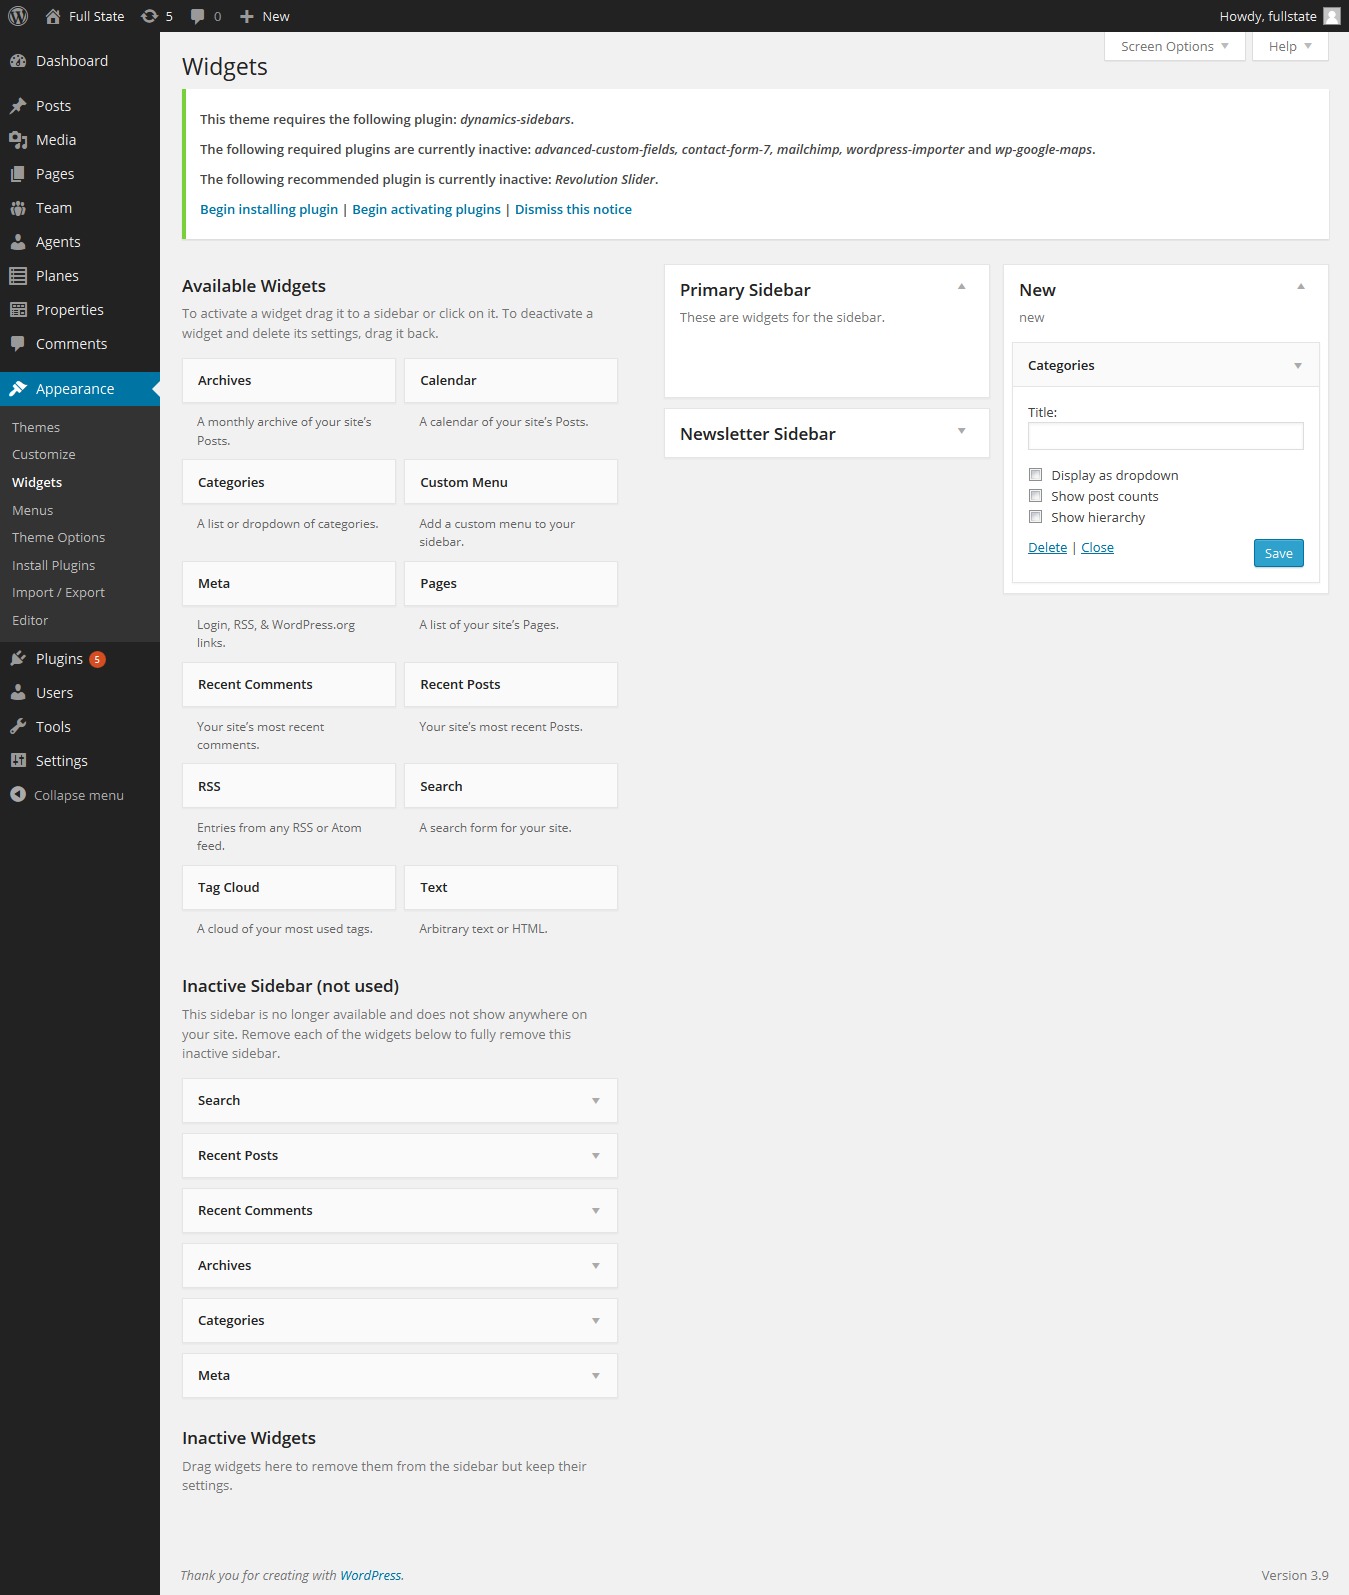 Full State 5 0 New Howdy, fullstate
Dashboard
Posts
Media
Pages
Team
Agents
Planes
Properties
Comments
Appearance
Themes
Customize
Widgets
Menus
Theme Options
Install Plugins
Import / Export
Editor
Plugins 5
Users
Tools
Settings
Collapse menu
Screen Options Help
Widgets
This theme requires the following plugin: dynamics-sidebars.
The following required plugins are currently inactive: advanced-custom-fields, contact-form-7, mailchimp, wordpress-importer and wp-google-maps.
The following recommended plugin is currently inactive: Revolution Slider.
Begin installing plugin | Begin activating plugins | Dismiss this notice
Available Widgets
To activate a widget drag it to a sidebar or click on it. To deactivate a
widget and delete its settings, drag it back.
Archives
A monthly archive of your site's
Posts.
Calendar
A calendar of your site's Posts.
Categories
A list or dropdown of categories.
Custom Menu
Add a custom menu to your
sidebar.
Meta
Login, RSS, & WordPress.org
links.
Pages
A list of your site's Pages.
Recent Comments
Your site's most recent
comments.
Recent Posts
Your site's most recent Posts.
RSS
Entries from any RSS or Atom
feed.
Search
A search form for your site.
Tag Cloud
A cloud of your most used tags.
Text
Arbitrary text or HTML.
Inactive Sidebar (not used)
This sidebar is no longer available and does not show anywhere on
your site. Remove each of the widgets below to fully remove this
inactive sidebar.
Search
Recent Posts
Recent Comments
Archives
Categories
Meta
Inactive Widgets
Drag widgets here to remove them from the sidebar but keep their
settings.
Primary Sidebar
These are widgets for the sidebar.
Newsletter Sidebar
New
new
Categories
Title:
Display as dropdown
Show post counts
Show hierarchy
Delete | Close
Save
Thank you for creating with WordPress.
Version 3.9